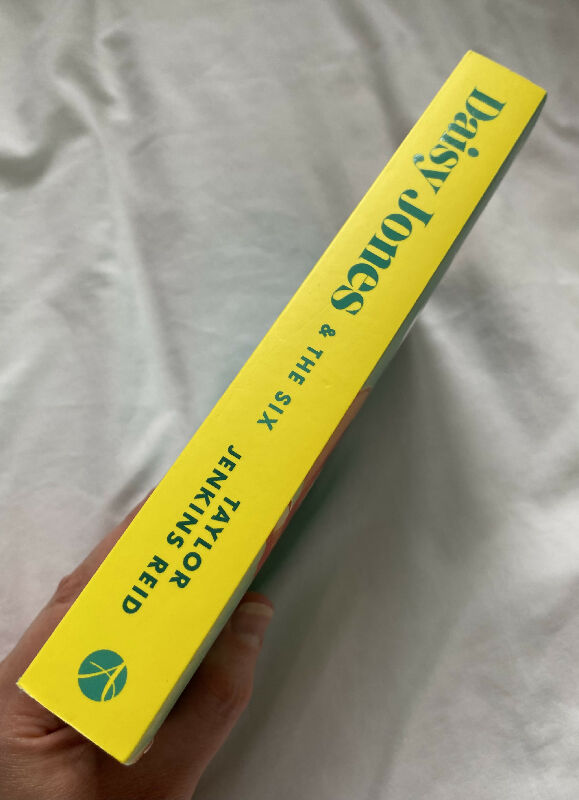 Daisy Jones
& THE SIX
TAYLOR
JENKINS REID